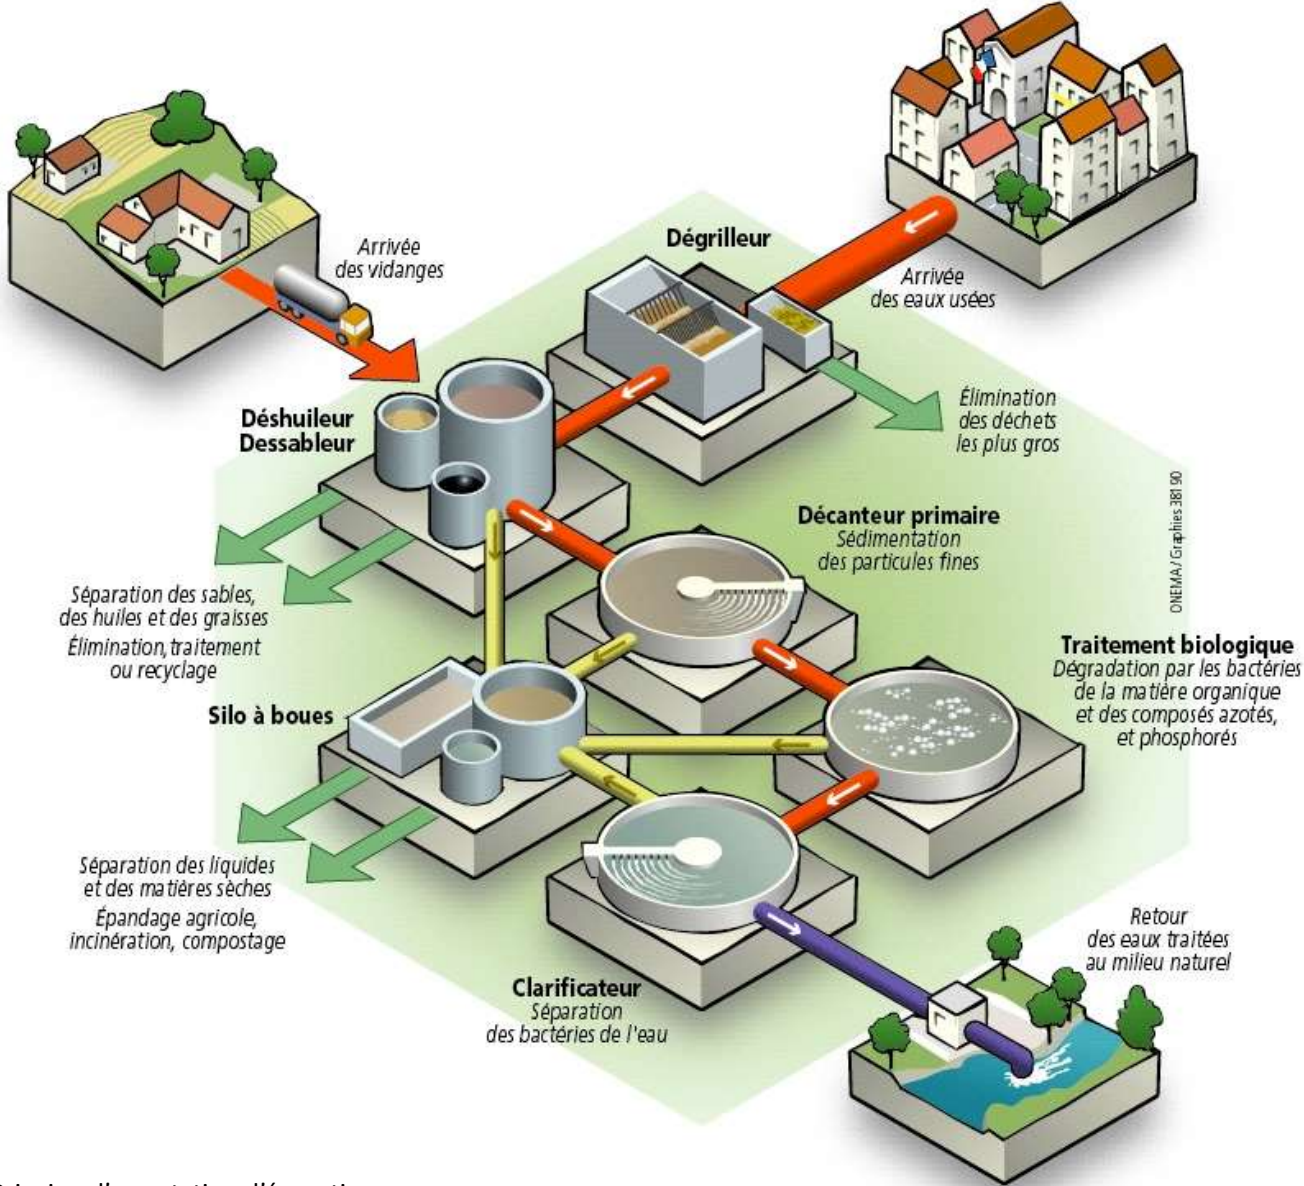 Arrivée
des vidanges
Dégrilleur
Arrivée
des eaux usées
Élimination
des déchets
les plus gros
Déshuileur
Dessableur
Séparation des sables,
des huiles et des graisses
Élimination, traitement
ou recyclage
Décanteur primaire
Sédimentation
des particules fines
ONEMA / Graphies 38190
Traitement biologique
Dégradation par les bactéries
de la matière organique
et des composés azotés,
et phosphorés
Silo à boues
Séparation des liquides
et des matières sèches
Épandage agricole,
incinération, compostage
Clarificateur
Séparation
des bactéries de l'eau
Retour
des eaux traitées
au milieu naturel